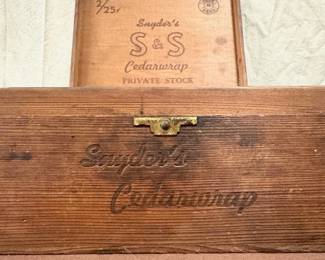 2/25¢
Snyder's
S & S
Cedarwrap
PRIVATE STOCK
Snyder's
Cedarwrap